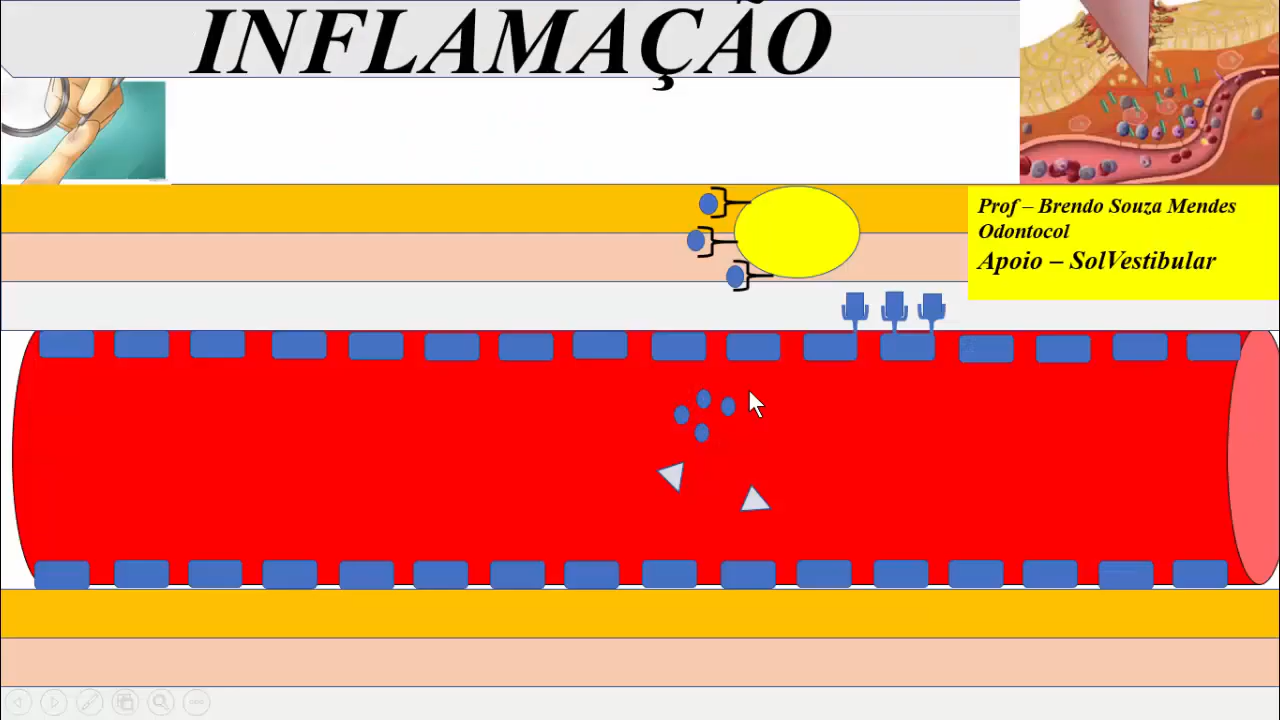 INFLAMAÇÃO
Prof – Brendo Souza Mendes
Odontocol
Apoio – SolVestibular